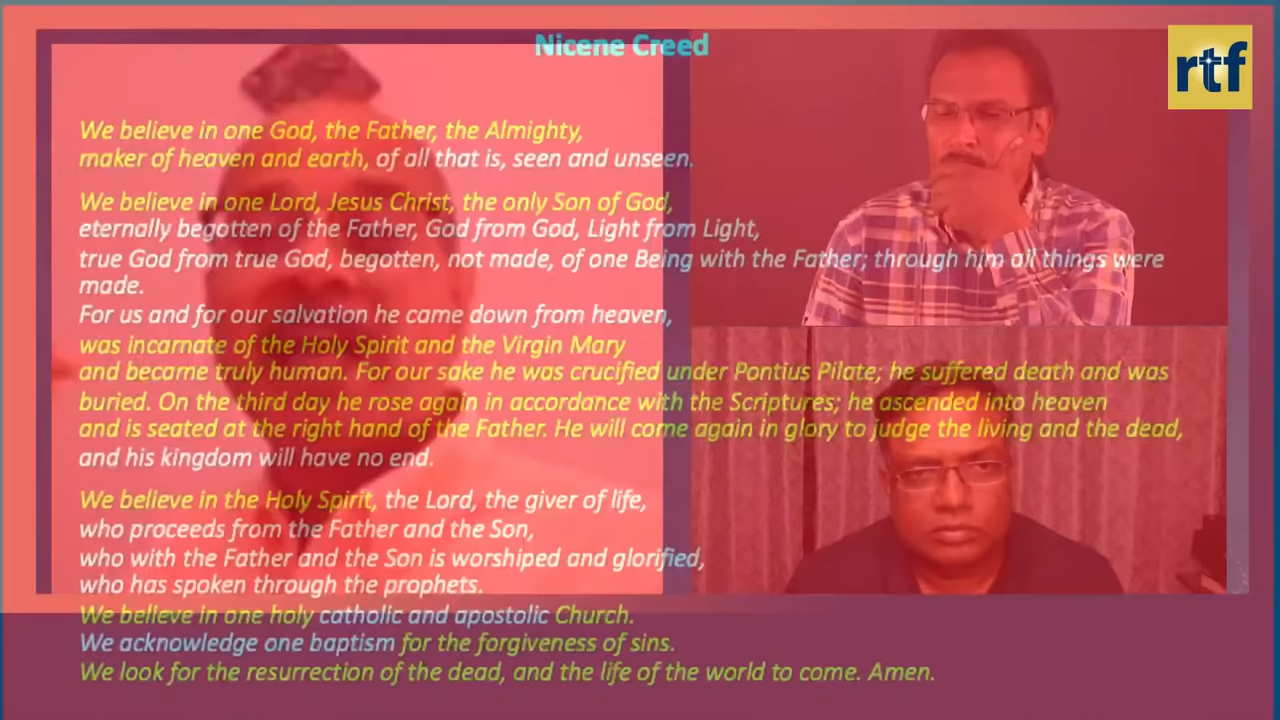 Nicene Creed
rtf
We believe in one God, the Father, the Almighty,
maker of heaven and earth, of all that is, seen and unseen.
We believe in one Lord, Jesus Christ, the only Son of God,
eternally begotten of the Father, God from God, Light from Light,
true God from true God, begotten, not made, of one Being with the Father; through him all things were
made.
For us and for our salvation he came down from heaven,
was incarnate of the Holy Spirit and the Virgin Mary
and became truly human. For our sake he was crucified under Pontius Pilate; he suffered death and was
buried. On the third day he rose again in accordance with the Scriptures; he ascended into heaven
and is seated at the right hand of the Father. He will come again in glory to judge the living and the dead,
and his kingdom will have no end.
We believe in the Holy Spirit, the Lord, the giver of life,
who proceeds from the Father and the Son,
who with the Father and the Son is worshiped and glorified,
who has spoken through the prophets.
We believe in one holy catholic and apostolic Church.
We acknowledge one baptism for the forgiveness of sins.
We look for the resurrection of the dead, and the life of the world to come. Amen.